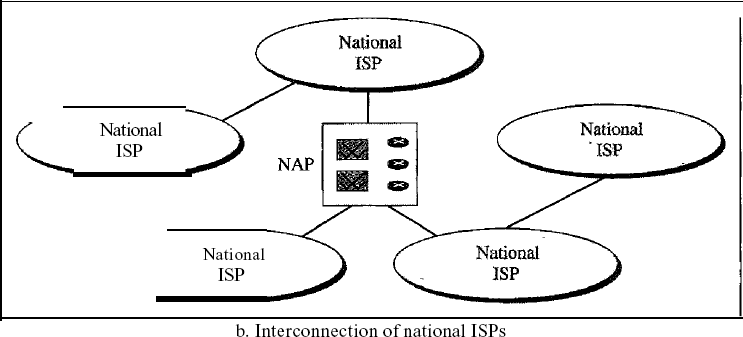 National
ISP
National
ISP
National
ISP
NAP
National
ISP
National
ISP
b. Interconnection of national ISPs